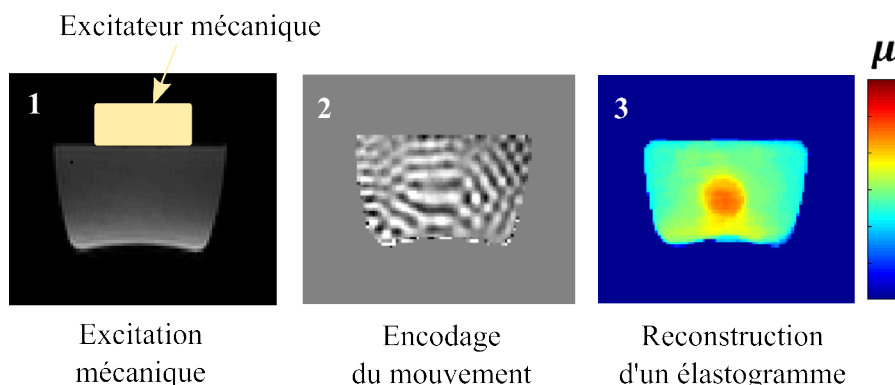 Excitateur mécanique
1
2
3
μ
Excitation
mécanique
Encodage
du mouvement
Reconstruction
d'un élastogramme